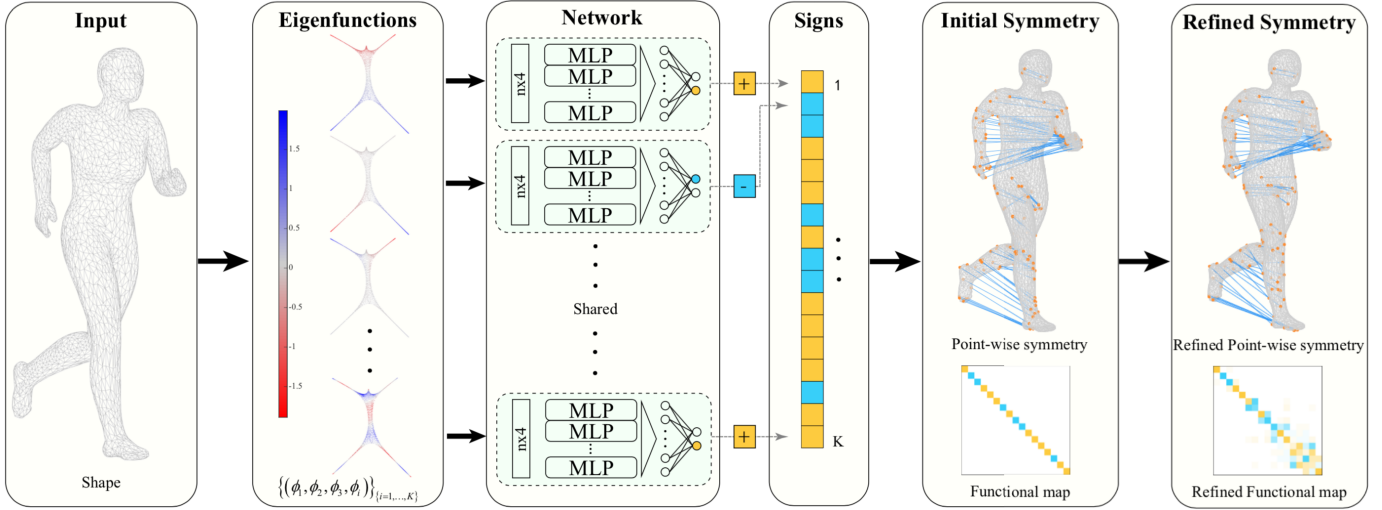 Input
Shape
Eigenfunctions
1.5
1
0.5
0
-0.5
-1
-1.5
{(ϕ₁, ϕ₂, ϕ₃, ϕᵢ)}{i=1,...,K}
Network
nx4
MLP
MLP
MLP
+
nx4
MLP
MLP
MLP
-
Shared
nx4
MLP
MLP
MLP
+
Signs
1
K
Initial Symmetry
Point-wise symmetry
Functional map
Refined Symmetry
Refined Point-wise symmetry
Refined Functional map